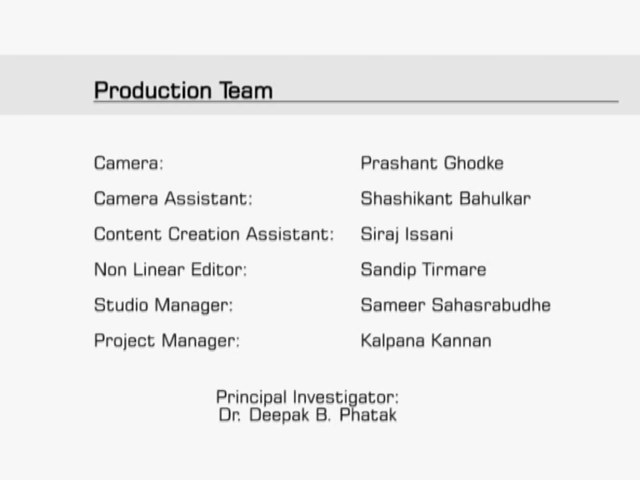 Production Team
Camera: Prashant Ghodke
Camera Assistant: Shashikant Bahulkar
Content Creation Assistant: Siraj Issani
Non Linear Editor: Sandip Tirmare
Studio Manager: Sameer Sahasrabudhe
Project Manager: Kalpana Kannan
Principal Investigator:
Dr. Deepak B. Phatak